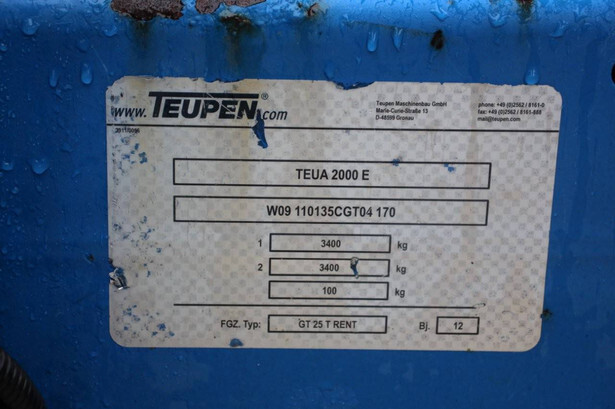 www.TEUPEN®.com
Teupen Maschinenbau GmbH
Marie-Curie-Straße 13
D-48599 Gronau
phone: +49 (0)2562 / 8161-0
fax: +49 (0)2562 / 8161-888
mail@teupen.com
TEUA 2000 E
W09 110135CGT04 170
1 3400 kg
2 3400 kg
100 kg
FGZ. Typ: GT 25 T RENT Bj. 12